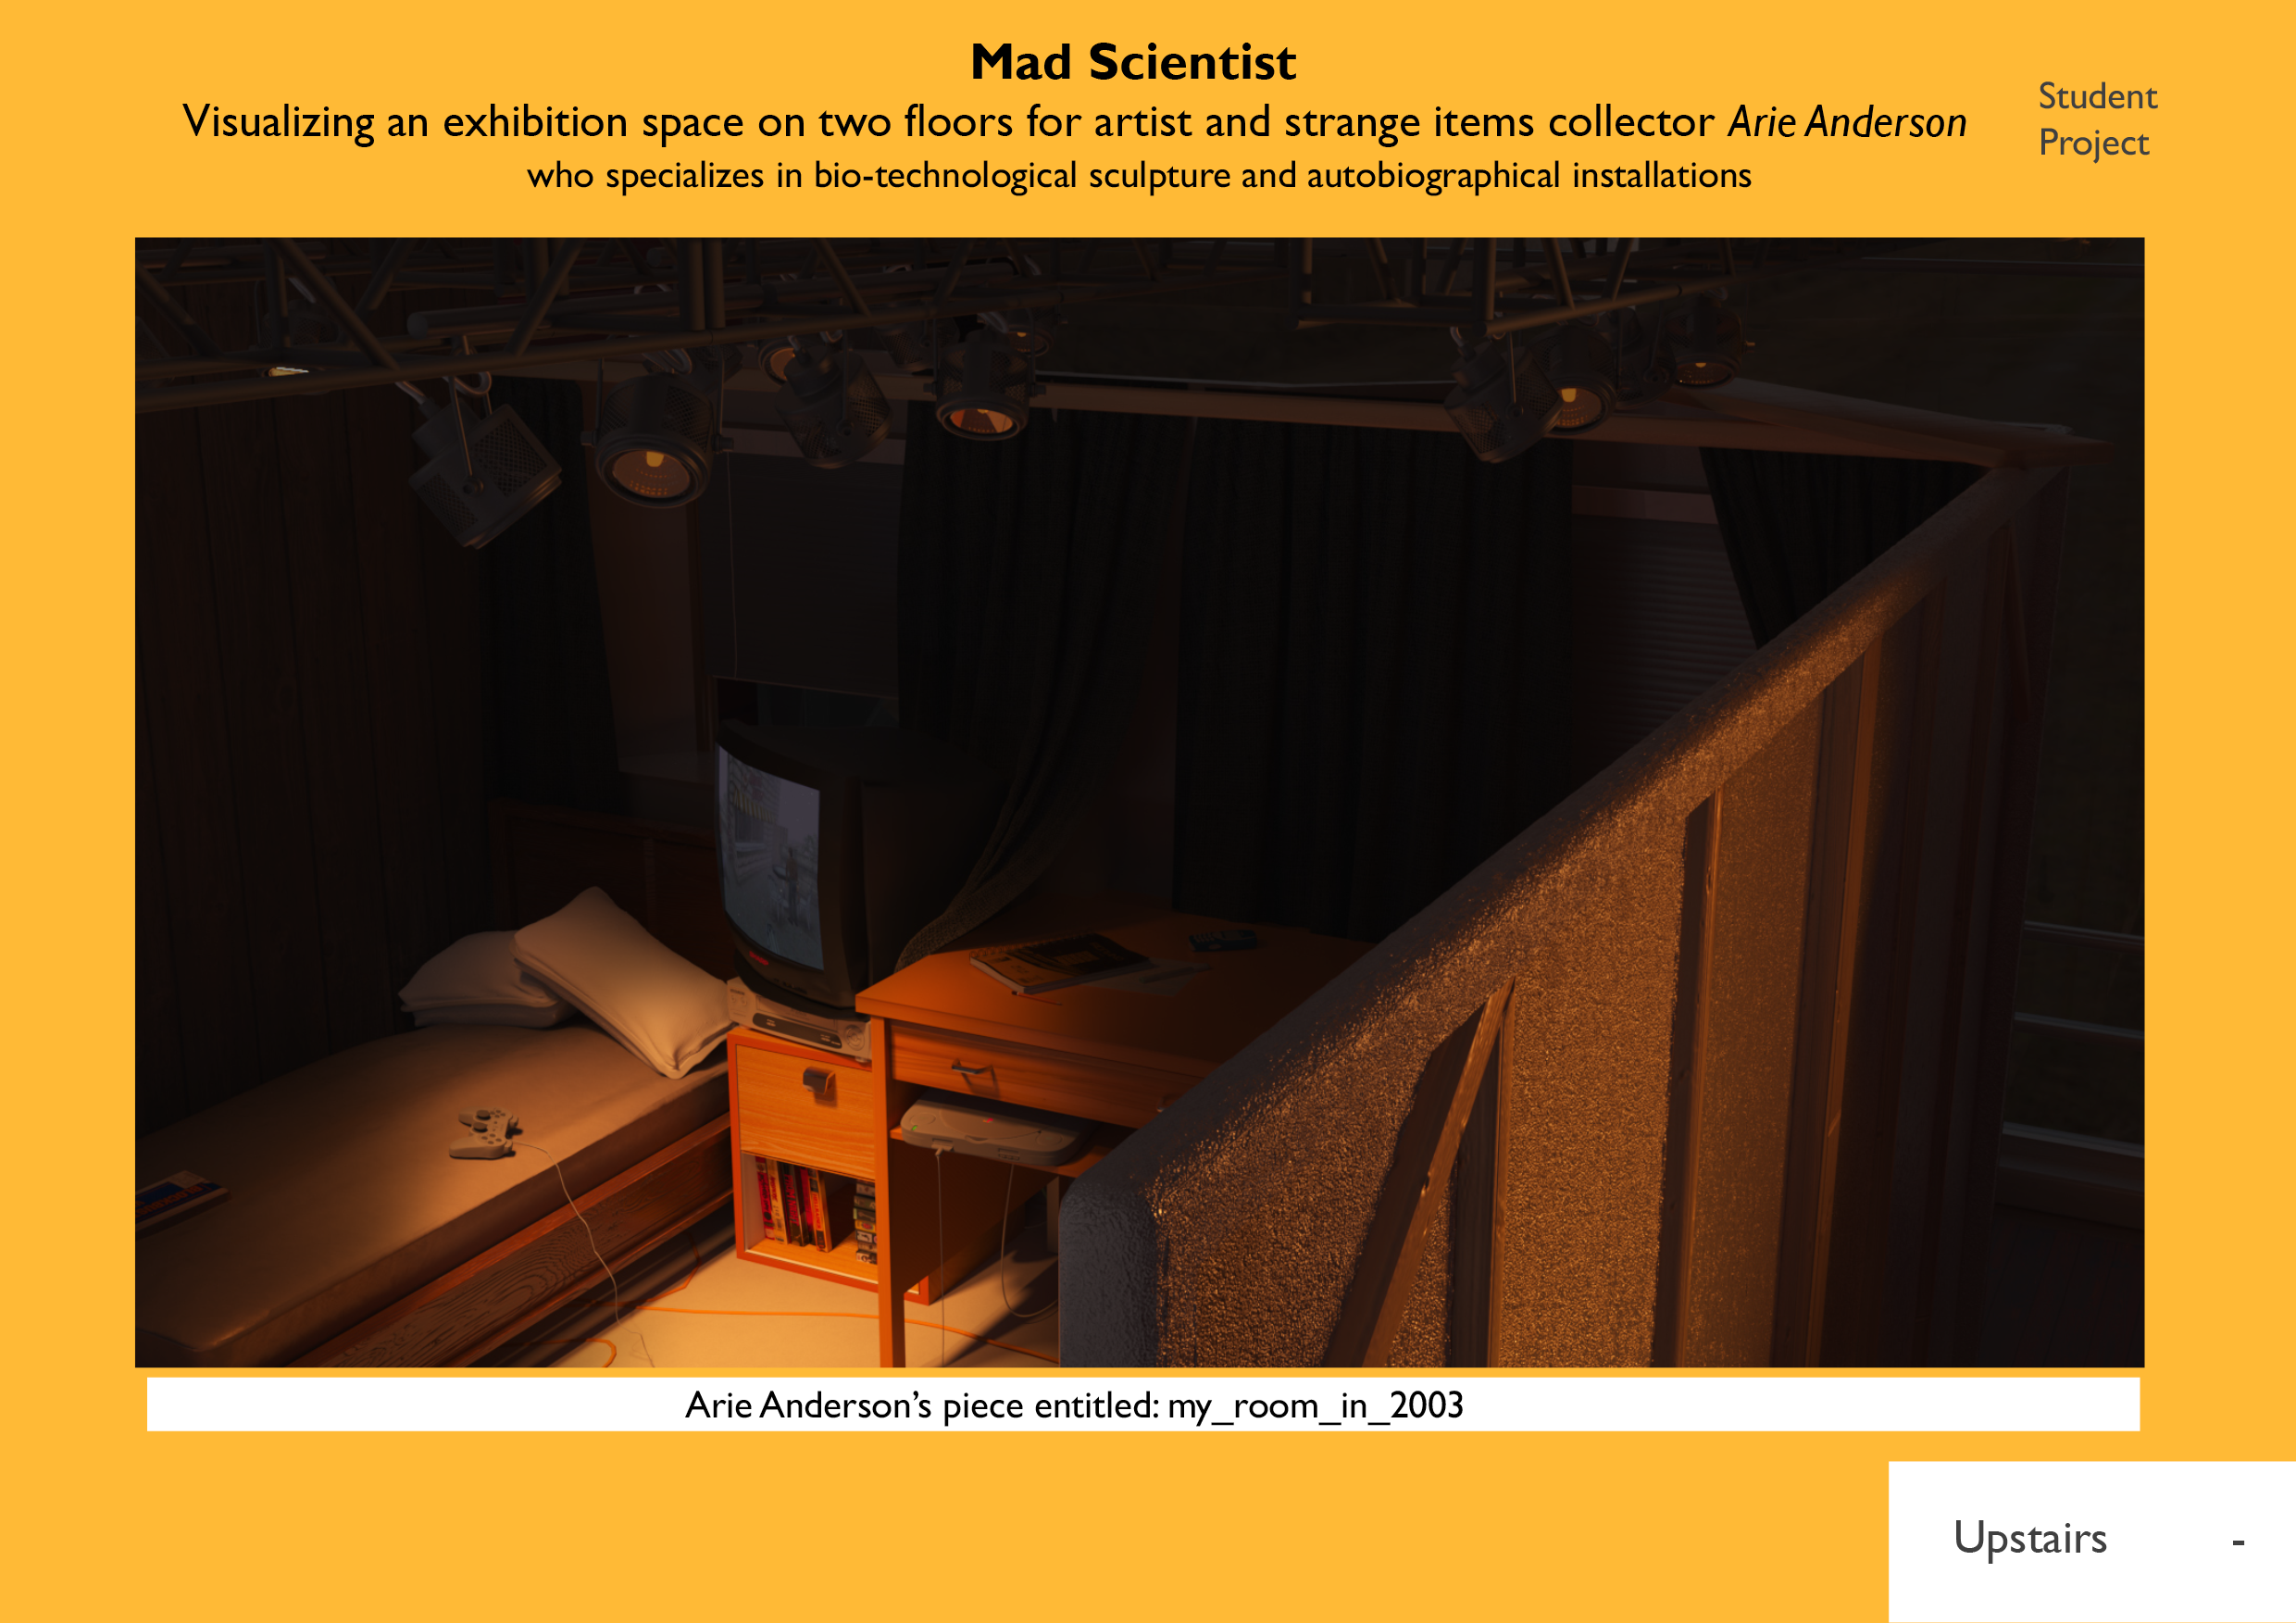 Mad Scientist
Visualizing an exhibition space on two floors for artist and strange items collector Arie Anderson
who specializes in bio-technological sculpture and autobiographical installations
Student
Project
Arie Anderson’s piece entitled: my_room_in_2003
Upstairs -